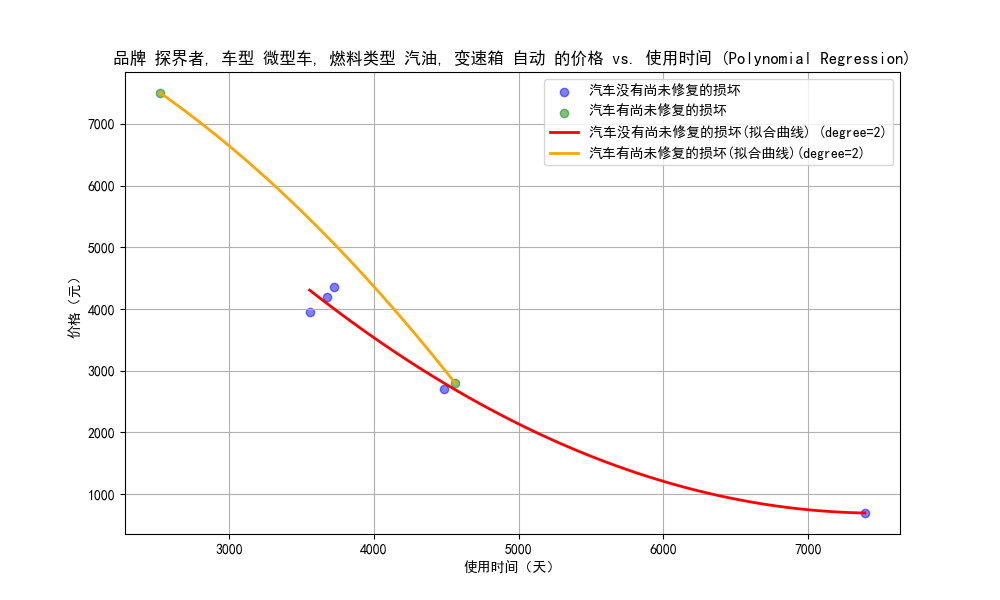 品牌 探界者, 车型 微型车, 燃料类型 汽油, 变速箱 自动 的价格 vs. 使用时间 (Polynomial Regression)
汽车没有尚未修复的损坏
汽车有尚未修复的损坏
汽车没有尚未修复的损坏(拟合曲线) (degree=2)
汽车有尚未修复的损坏(拟合曲线)(degree=2)
价格（元）
7000
6000
5000
4000
3000
2000
1000
3000
4000
5000
6000
7000
使用时间（天）